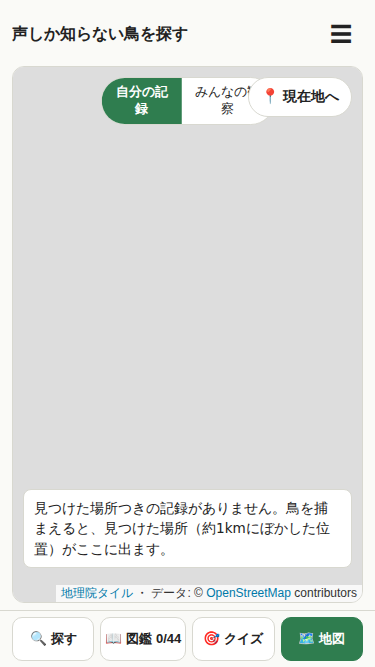 声しか知らない鳥を探す
自分の記
録
みんなの
察
📍 現在地へ
見つけた場所つきの記録がありません。鳥を捕
まえると、見つけた場所（約1kmにぼかした位
置）がここに出ます。
地理院タイル ・ データ: © OpenStreetMap contributors
🔍 探す
📖 図鑑 0/44
🎯 クイズ
🗺️ 地図